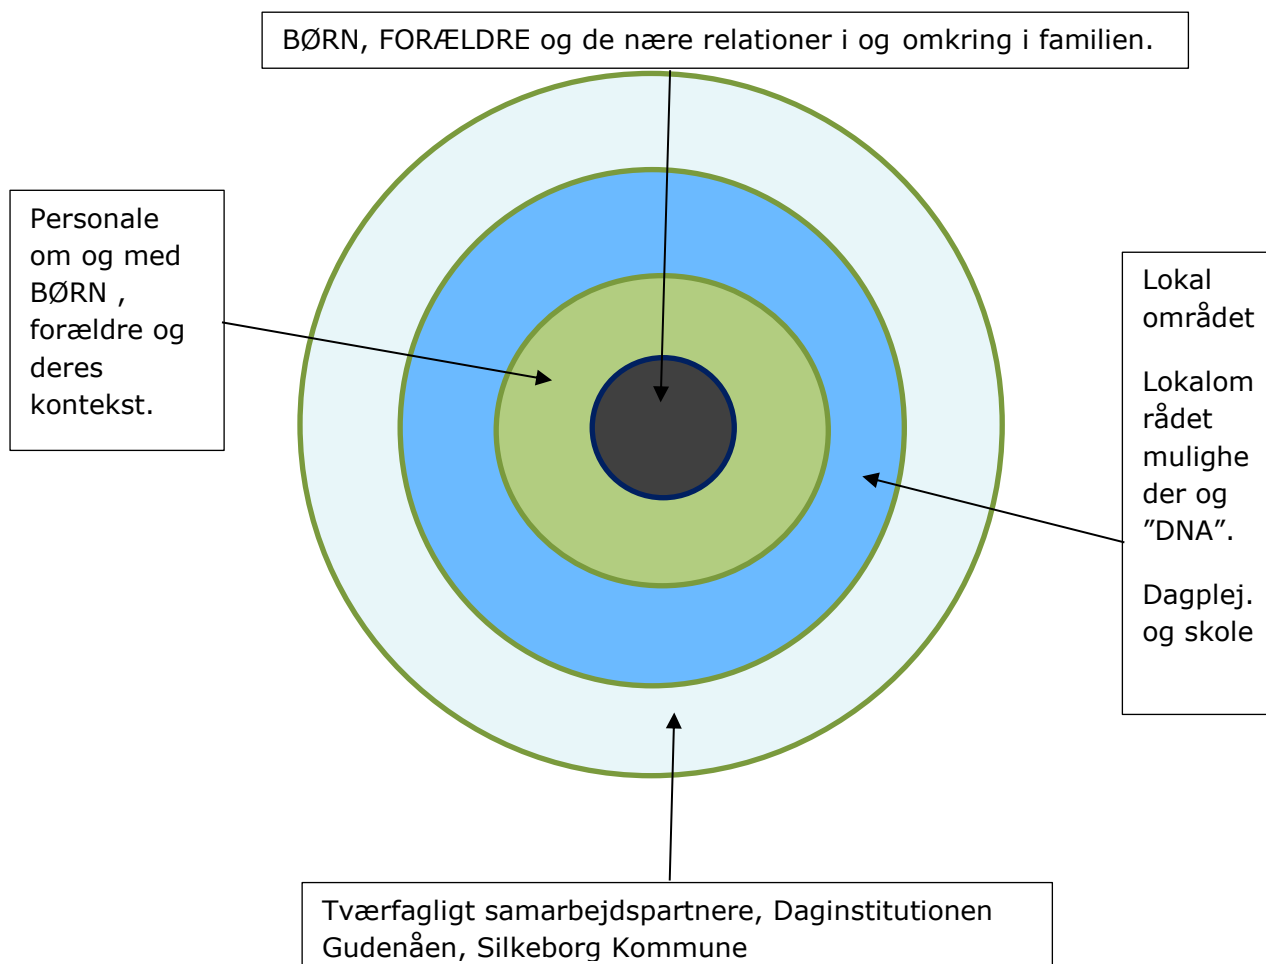 BØRN, FORÆLDRE og de nære relationer i og omkring i familien.
Personale
om og med
BØRN ,
forældre og
deres
kontekst.
Lokal
området
Lokalom
rådet
mulighe
der og
”DNA”.
Dagplej.
og skole
Tværfagligt samarbejdspartnere, Daginstitutionen
Gudenåen, Silkeborg Kommune